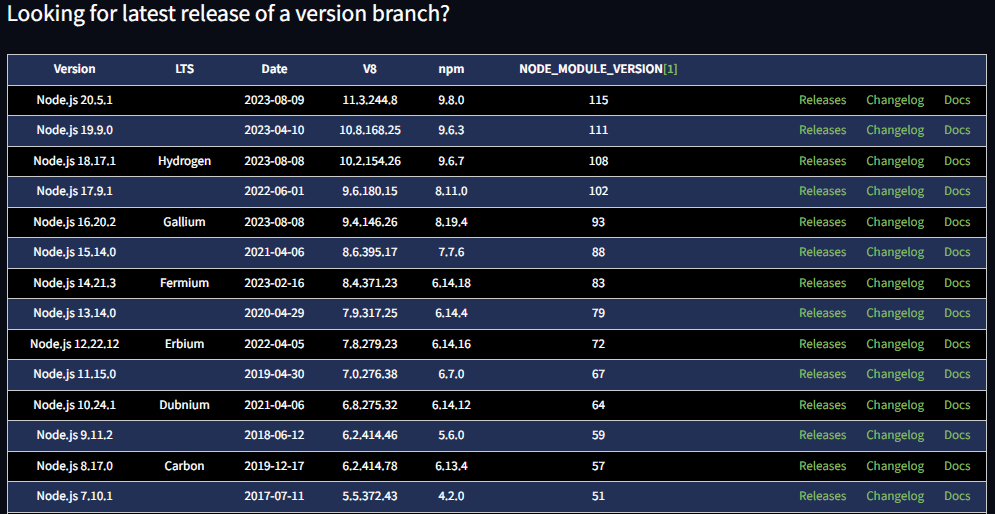 Looking for latest release of a version branch?
Version LTS Date V8 npm NODE_MODULE_VERSION[1]
Node.js 20.5.1 2023-08-09 11.3.244.8 9.8.0 115 Releases Changelog Docs
Node.js 19.9.0 2023-04-10 10.8.168.25 9.6.3 111 Releases Changelog Docs
Node.js 18.17.1 Hydrogen 2023-08-08 10.2.154.26 9.6.7 108 Releases Changelog Docs
Node.js 17.9.1 2022-06-01 9.6.180.15 8.11.0 102 Releases Changelog Docs
Node.js 16.20.2 Gallium 2023-08-08 9.4.146.26 8.19.4 93 Releases Changelog Docs
Node.js 15.14.0 2021-04-06 8.6.395.17 7.7.6 88 Releases Changelog Docs
Node.js 14.21.3 Fermium 2023-02-16 8.4.371.23 6.14.18 83 Releases Changelog Docs
Node.js 13.14.0 2020-04-29 7.9.317.25 6.14.4 79 Releases Changelog Docs
Node.js 12.22.12 Erbium 2022-04-05 7.8.279.23 6.14.16 72 Releases Changelog Docs
Node.js 11.15.0 2019-04-30 7.0.276.38 6.7.0 67 Releases Changelog Docs
Node.js 10.24.1 Dubnium 2021-04-06 6.8.275.32 6.14.12 64 Releases Changelog Docs
Node.js 9.11.2 2018-06-12 6.2.414.46 5.6.0 59 Releases Changelog Docs
Node.js 8.17.0 Carbon 2019-12-17 6.2.414.78 6.13.4 57 Releases Changelog Docs
Node.js 7.10.1 2017-07-11 5.5.372.43 4.2.0 51 Releases Changelog Docs